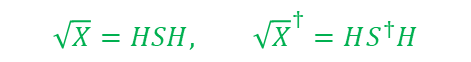 √X = HSH,  √X† = HS†H